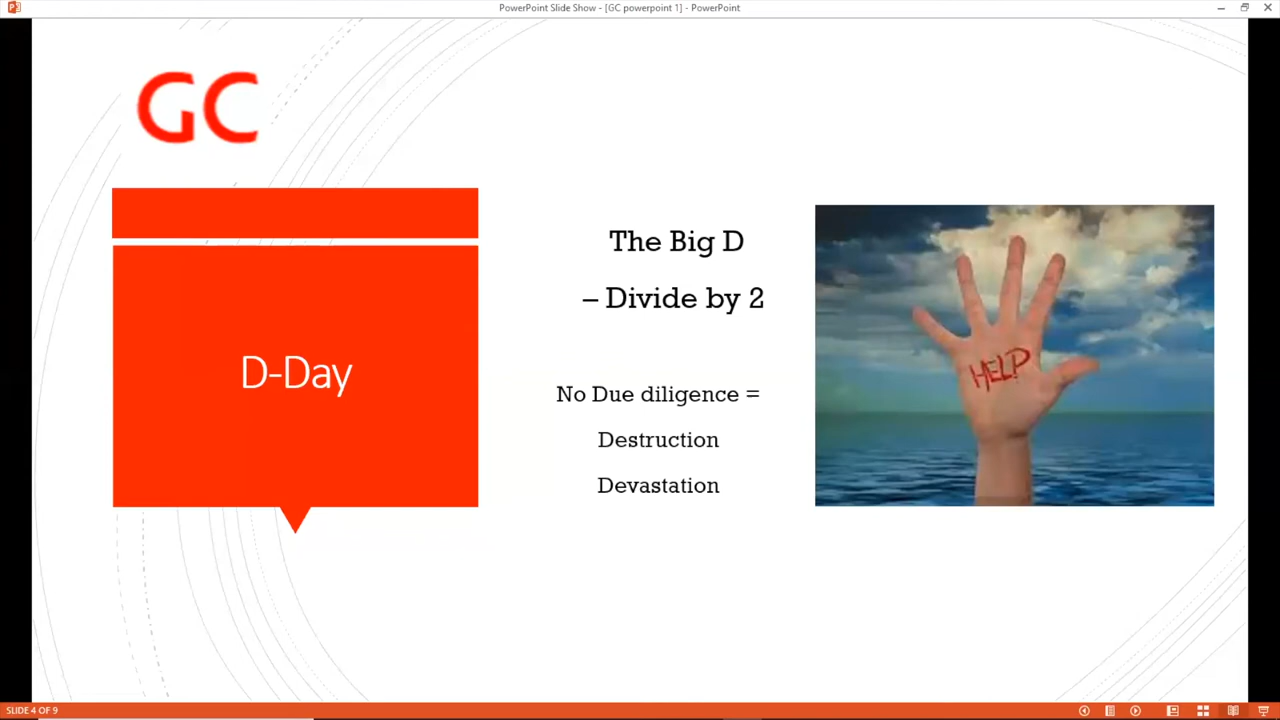 PowerPoint Slide Show - [GC powerpoint 1] - PowerPoint
GC
D-Day
The Big D
– Divide by 2
No Due diligence =
Destruction
Devastation
HELP
SLIDE 4 OF 9